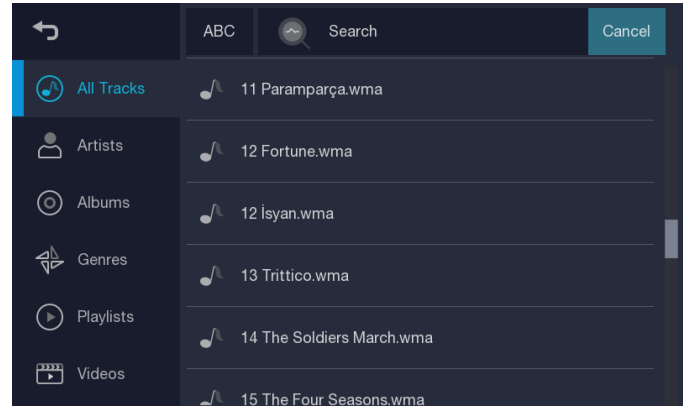 ABC
Search
Cancel
All Tracks
Artists
Albums
Genres
Playlists
Videos
11 Paramparça.wma
12 Fortune.wma
12 İsyan.wma
13 Trittico.wma
14 The Soldiers March.wma
15 The Four Seasons.wma